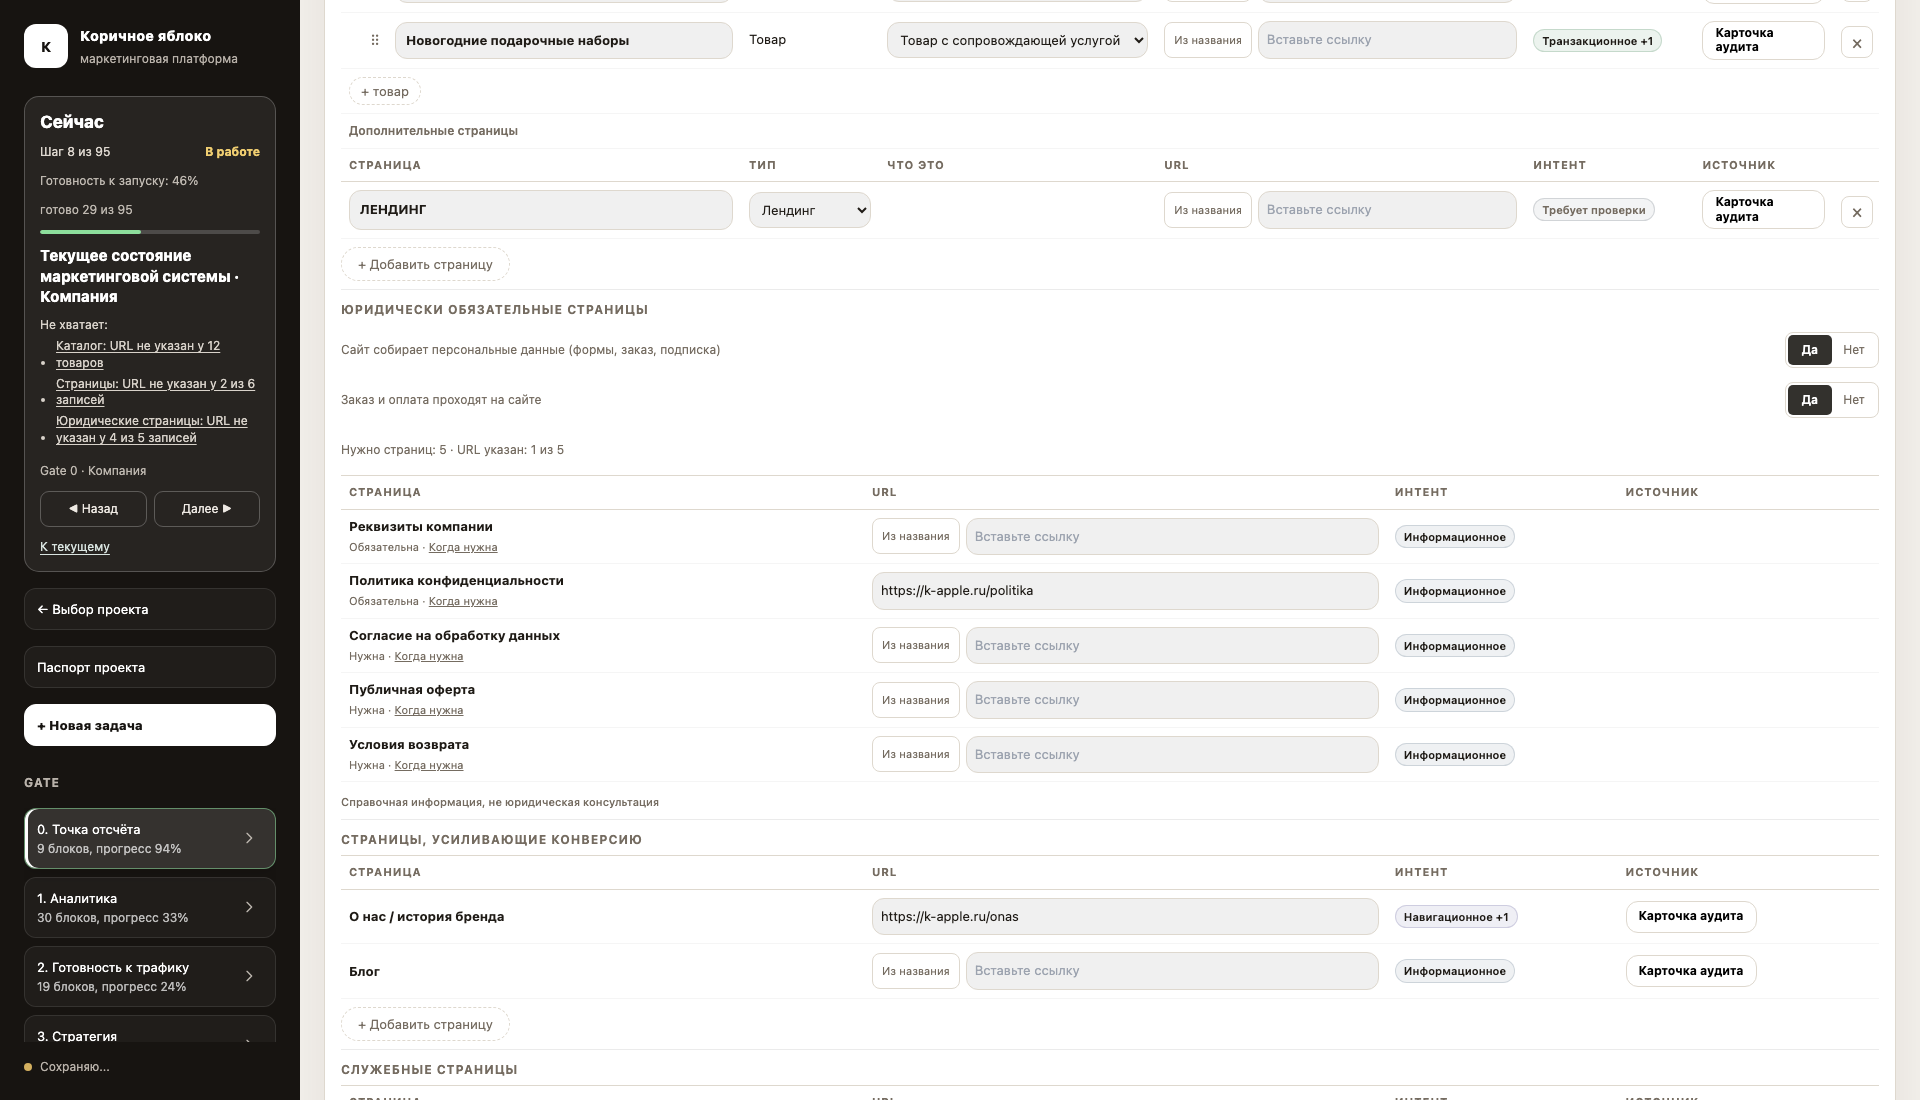 К
Коричное яблоко
маркетинговая платформа
Сейчас
Шаг 8 из 95
В работе
Готовность к запуску: 46%
готово 29 из 95
Текущее состояние
маркетинговой системы ·
Компания
Не хватает:
Каталог: URL не указан у 12
товаров
Страницы: URL не указан у 2 из 6
записей
Юридические страницы: URL не
указан у 4 из 5 записей
Gate 0 · Компания
Назад
Далее
К текущему
← Выбор проекта
Паспорт проекта
+ Новая задача
GATE
0. Точка отсчёта
9 блоков, прогресс 94%
1. Аналитика
30 блоков, прогресс 33%
2. Готовность к трафику
19 блоков, прогресс 24%
3. Стратегия
Сохраняю...
Новогодние подарочные наборы
Товар
Товар с сопровождающей услугой
Из названия
Вставьте ссылку
Транзакционное +1
Карточка
аудита
+ товар
Дополнительные страницы
СТРАНИЦА ТИП ЧТО ЭТО URL ИНТЕНТ ИСТОЧНИК
ЛЕНДИНГ
Лендинг
Из названия
Вставьте ссылку
Требует проверки
Карточка
аудита
+ Добавить страницу
ЮРИДИЧЕСКИ ОБЯЗАТЕЛЬНЫЕ СТРАНИЦЫ
Сайт собирает персональные данные (формы, заказ, подписка)
Да Нет
Заказ и оплата проходят на сайте
Да Нет
Нужно страниц: 5 · URL указан: 1 из 5
СТРАНИЦА URL ИНТЕНТ ИСТОЧНИК
Реквизиты компании
Обязательна · Когда нужна
Из названия
Вставьте ссылку
Информационное
Политика конфиденциальности
Обязательна · Когда нужна
https://k-apple.ru/politika
Информационное
Согласие на обработку данных
Нужна · Когда нужна
Из названия
Вставьте ссылку
Информационное
Публичная оферта
Нужна · Когда нужна
Из названия
Вставьте ссылку
Информационное
Условия возврата
Нужна · Когда нужна
Из названия
Вставьте ссылку
Информационное
Справочная информация, не юридическая консультация
СТРАНИЦЫ, УСИЛИВАЮЩИЕ КОНВЕРСИЮ
СТРАНИЦА URL ИНТЕНТ ИСТОЧНИК
О нас / история бренда
https://k-apple.ru/onas
Навигационное +1
Карточка аудита
Блог
Из названия
Вставьте ссылку
Информационное
Карточка аудита
+ Добавить страницу
СЛУЖЕБНЫЕ СТРАНИЦЫ